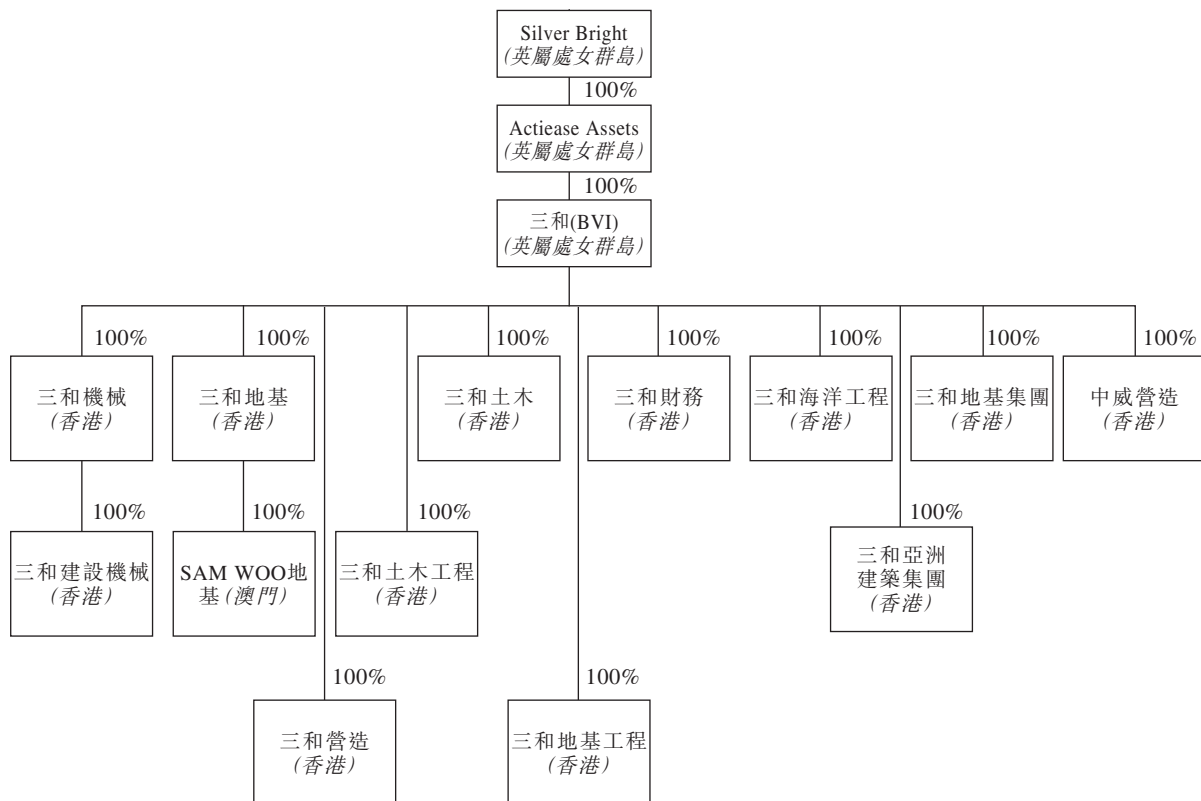 Silver Bright
(英屬處女群島)
100%
Actiease Assets
(英屬處女群島)
100%
三和(BVI)
(英屬處女群島)
100%
100%
100%
100%
100%
100%
100%
三和機械
(香港)
三和地基
(香港)
三和土木
(香港)
三和財務
(香港)
三和海洋工程
(香港)
三和地基集團
(香港)
中威營造
(香港)
100%
100%
100%
100%
三和建設機械
(香港)
SAM WOO地
基(澳門)
三和土木工程
(香港)
三和亞洲
建築集團
(香港)
100%
100%
三和營造
(香港)
三和地基工程
(香港)